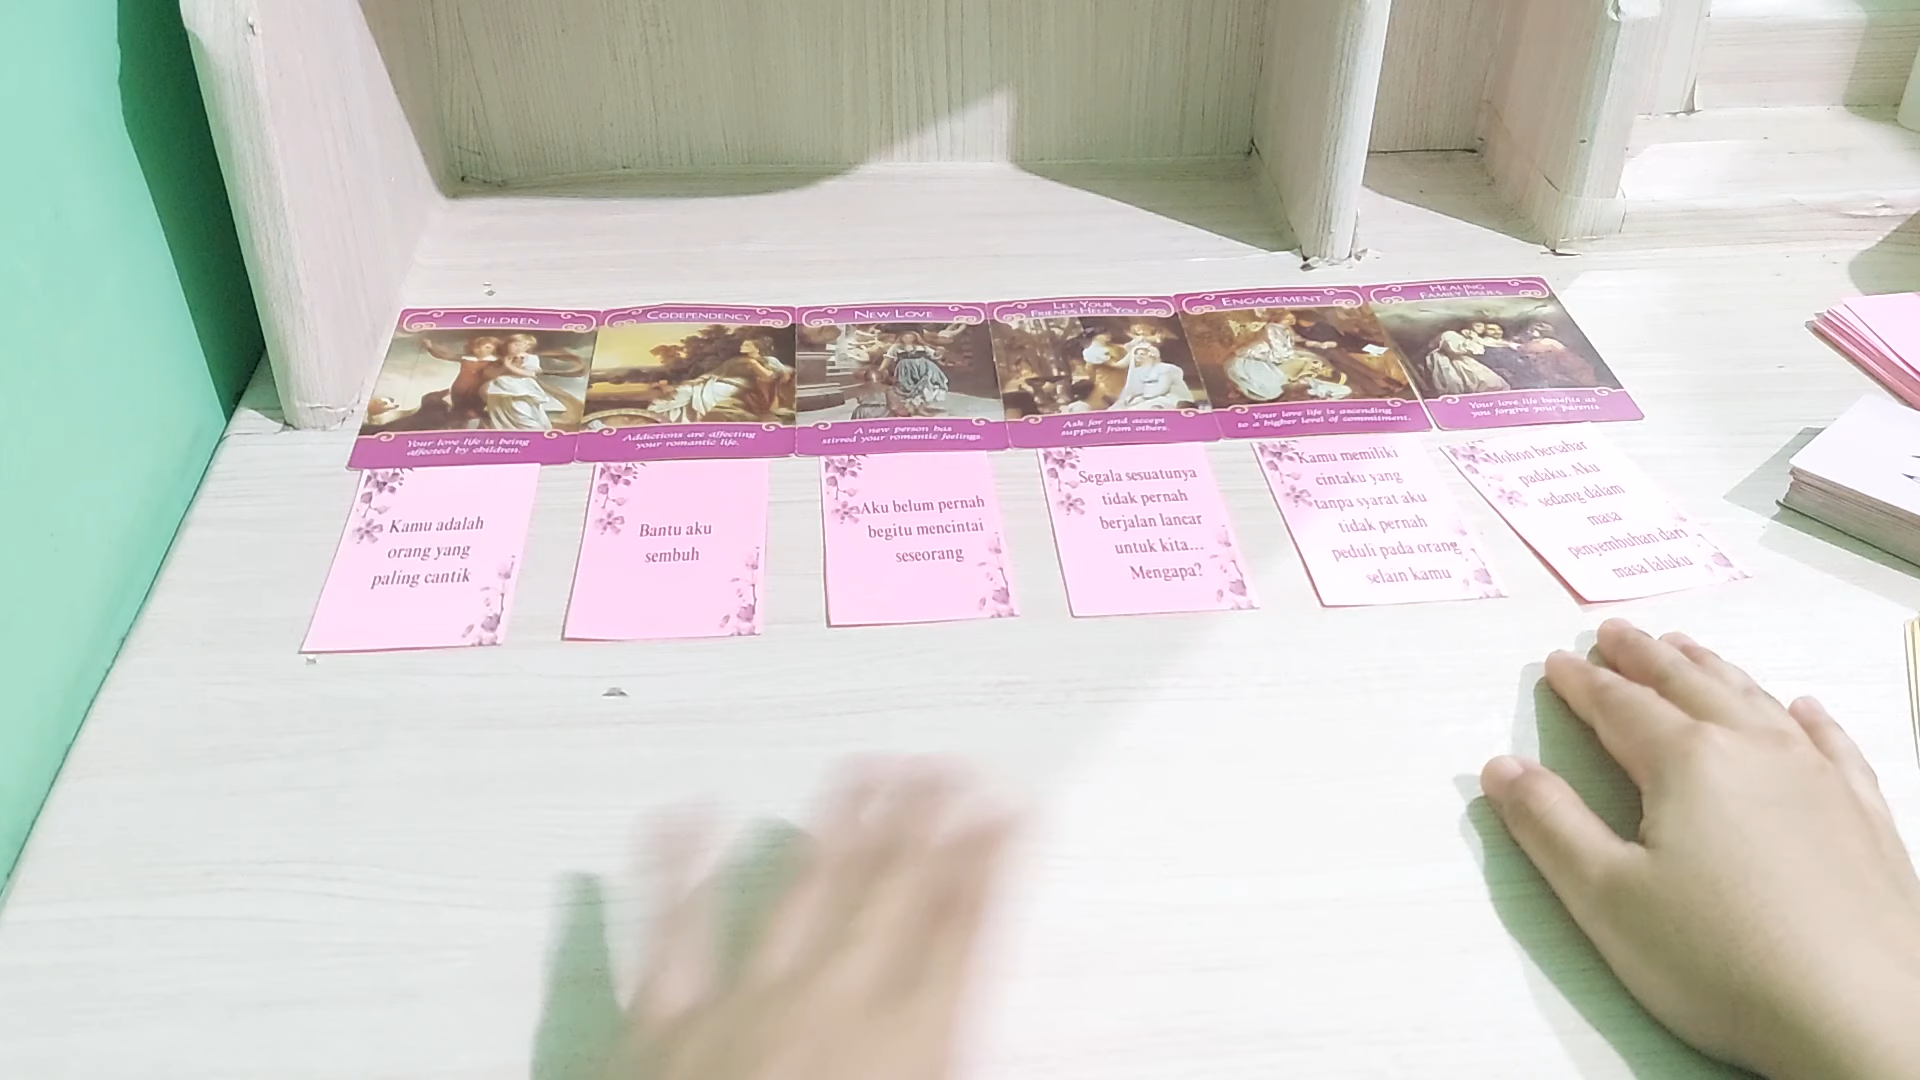 CHILDREN
Your love life is being
affected by children.
CODEPENDENCY
Addictions are affecting
your romantic life.
NEW LOVE
A new person has
stirred your romantic feelings.
LET YOUR
FRIENDS HELP YOU
Ask for and accept
support from others.
ENGAGEMENT
Your love life is ascending
to a higher level of commitment.
HEALING
FAMILY ISSUES
Your love life benefits as
you forgive your parents.
Kamu adalah
orang yang
paling cantik
Bantu aku
sembuh
Aku belum pernah
begitu mencintai
seseorang
Segala sesuatunya
tidak pernah
berjalan lancar
untuk kita...
Mengapa?
Kamu memiliki
cintaku yang
tanpa syarat aku
tidak pernah
peduli pada orang
selain kamu
Mohon bersabar
padaku. Aku
sedang dalam
masa
penyembuhan dari
masa laluku